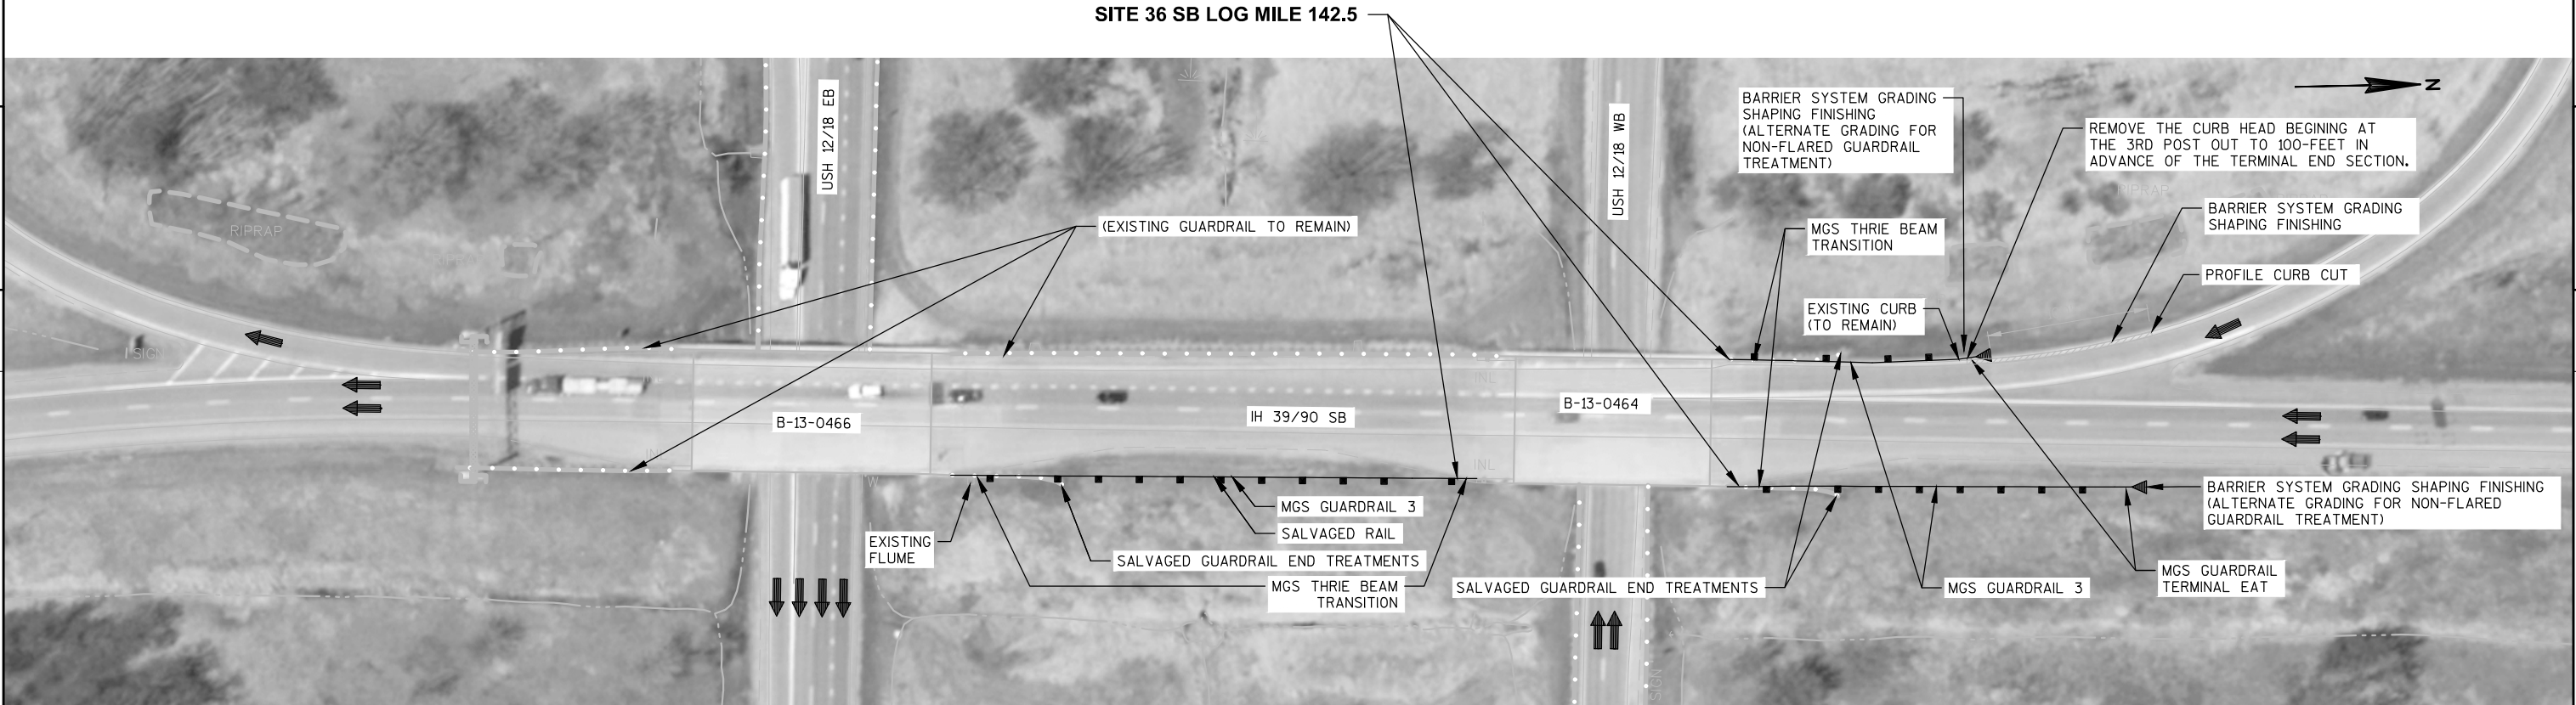 SITE 36 SB LOG MILE 142.5
N
USH 12/18 EB
USH 12/18 WB
BARRIER SYSTEM GRADING
SHAPING FINISHING
(ALTERNATE GRADING FOR
NON-FLARED GUARDRAIL
TREATMENT)
REMOVE THE CURB HEAD BEGINING AT
THE 3RD POST OUT TO 100-FEET IN
ADVANCE OF THE TERMINAL END SECTION.
RIPRAP
BARRIER SYSTEM GRADING
SHAPING FINISHING
(EXISTING GUARDRAIL TO REMAIN)
MGS THRIE BEAM
TRANSITION
RIPRAP
PROFILE CURB CUT
EXISTING CURB
(TO REMAIN)
SIGN
INL
B-13-0464
IH 39/90 SB
B-13-0466
INL
W
MGS GUARDRAIL 3
SALVAGED RAIL
EXISTING
FLUME
SALVAGED GUARDRAIL END TREATMENTS
MGS THRIE BEAM
TRANSITION
SALVAGED GUARDRAIL END TREATMENTS
MGS GUARDRAIL 3
MGS GUARDRAIL
TERMINAL EAT
BARRIER SYSTEM GRADING SHAPING FINISHING
(ALTERNATE GRADING FOR NON-FLARED
GUARDRAIL TREATMENT)
SIGN